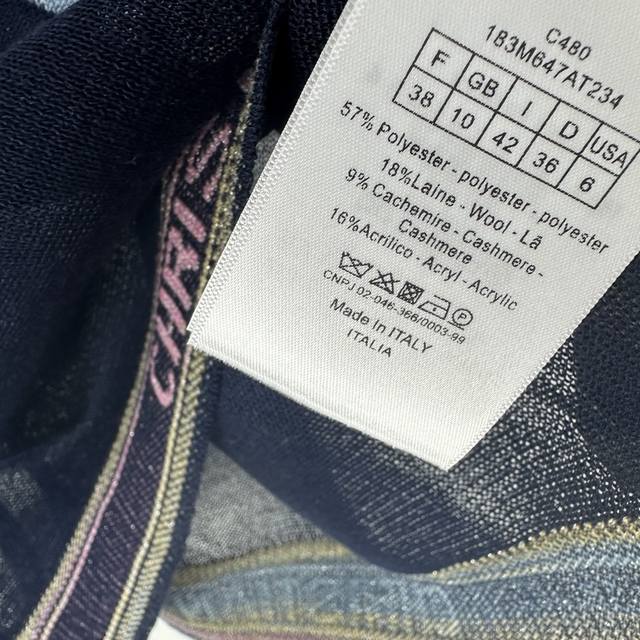 C480
183M647AT234
F GB I D USA
38 10 42 36 6
57% Polyester - polyester - polyester
18%Laine - Wool - Lã
9% Cachemire - Cashmere -
Cashmere
16%Acrilico - Acryl - Acrylic
CNPJ 02-046-366/0003-89
Made In ITALY
ITALIA
CHRIS